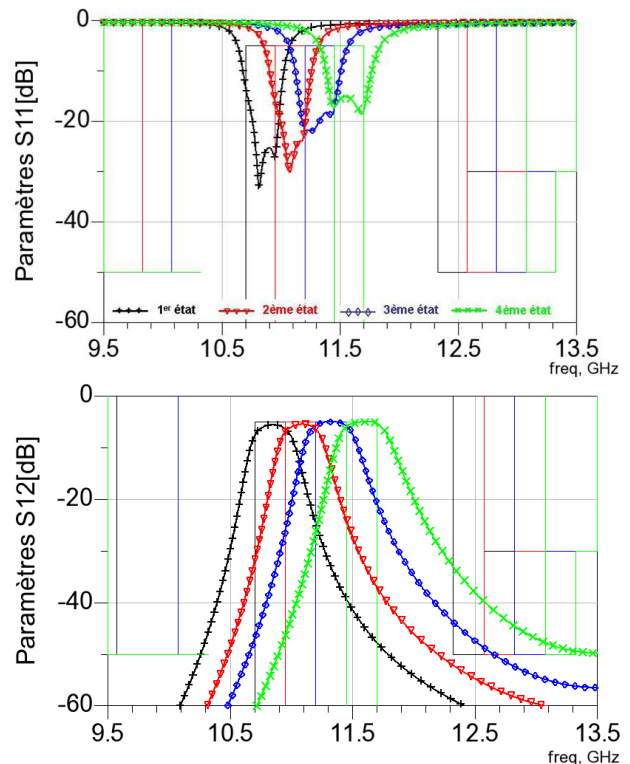 Paramètres S11[dB]
0
-20
-40
-60
1er état
2ème état
3ème état
4ème état
9.5
10.5
11.5
12.5
13.5
freq, GHz
Paramètres S12[dB]
0
-20
-40
-60
9.5
10.5
11.5
12.5
13.5
freq, GHz